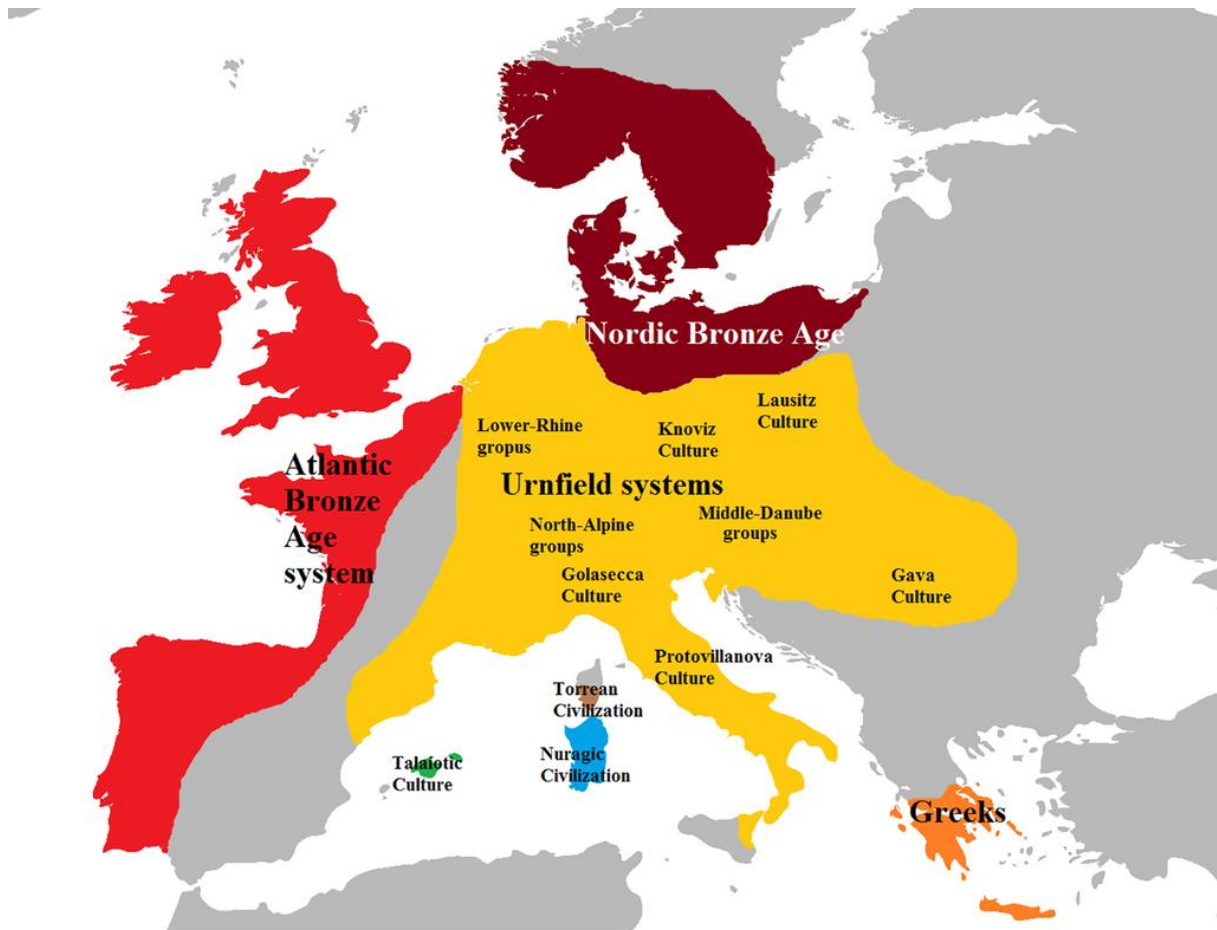 Nordic Bronze Age
Lausitz
Culture
Lower-Rhine
gropus
Knoviz
Culture
Atlantic
Bronze
Age
system
Urnfield systems
North-Alpine
groups
Middle-Danube
groups
Golasecca
Culture
Gava
Culture
Protovillanova
Culture
Torrean
Civilization
Nuragic
Civilization
Talaiotic
Culture
Greeks